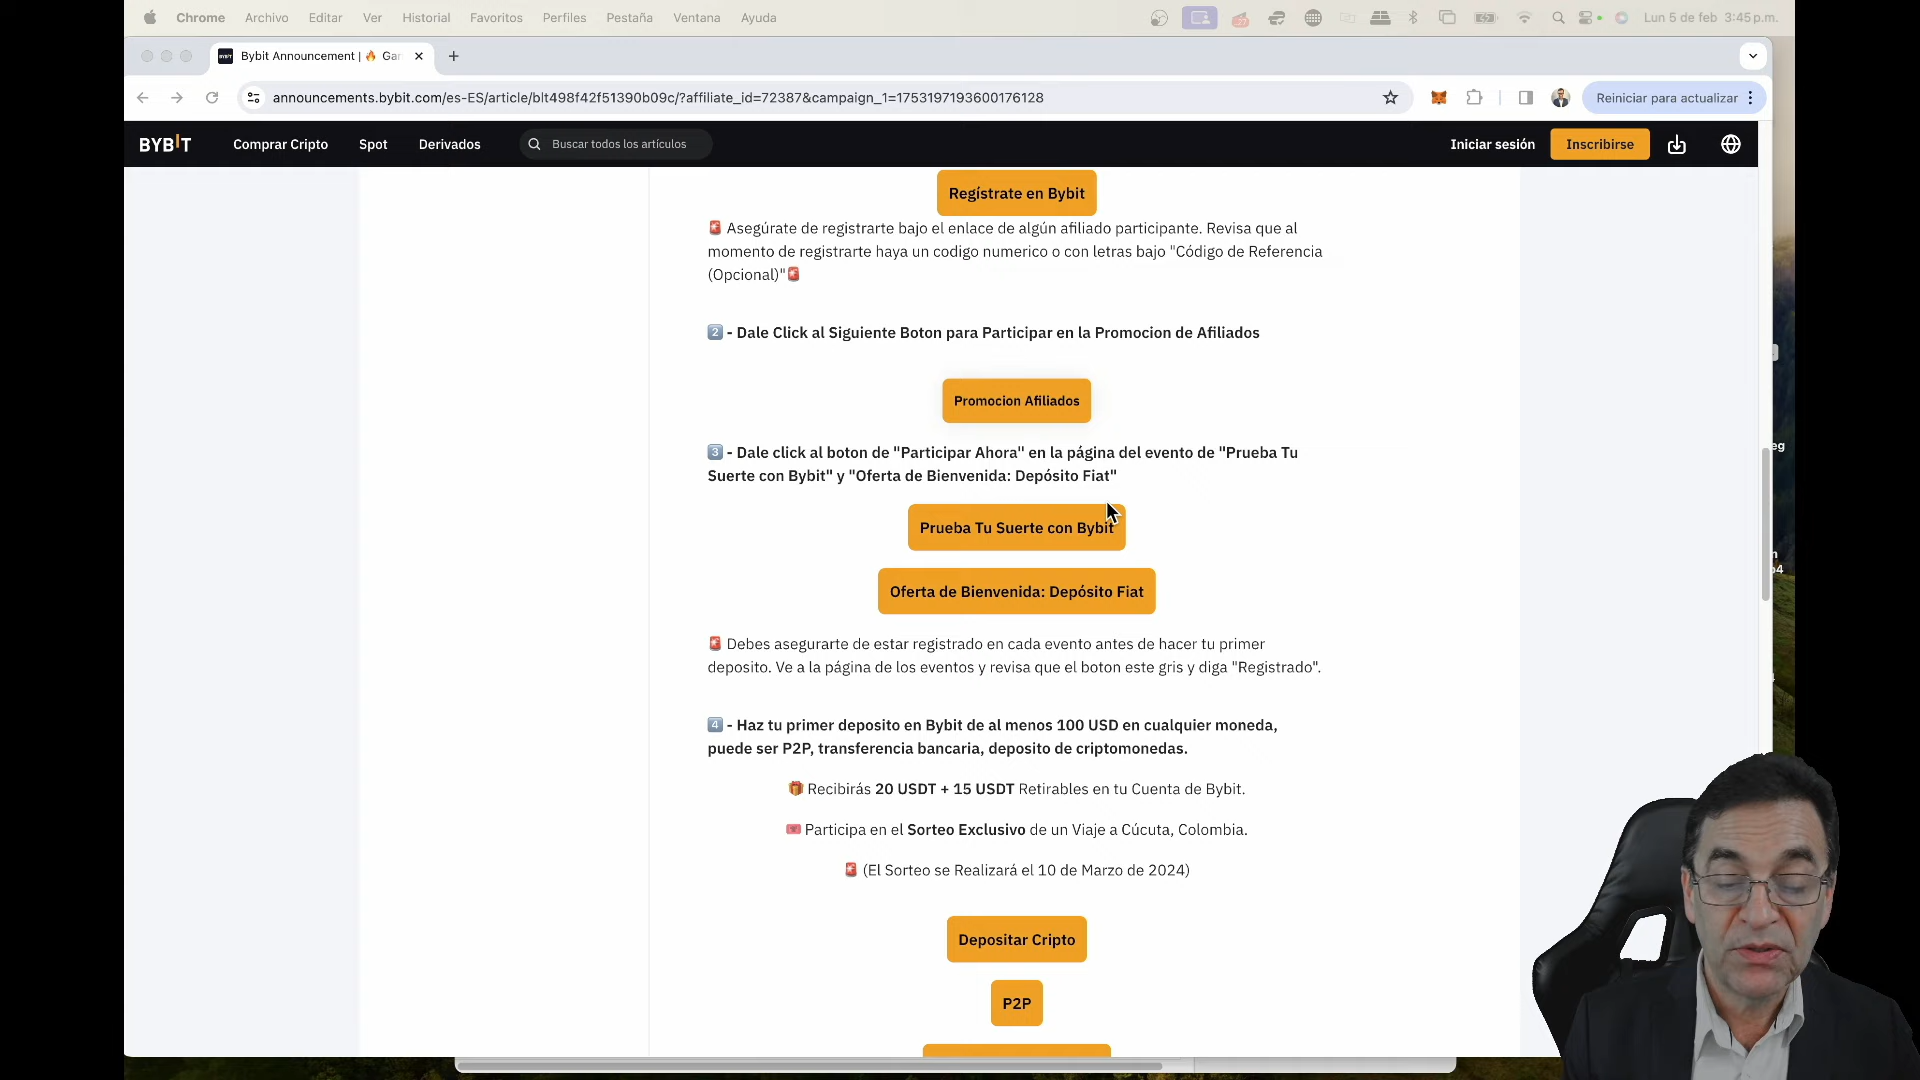 Chrome Archivo Editar Ver Historial Favoritos Perfiles Pestaña Ventana Ayuda
Lun 5 de feb 3:45 p.m.
Bybit Announcement | 🔥 Gan
announcements.bybit.com/es-ES/article/blt498f42f51390b09c/?affiliate_id=72387&campaign_1=1753197193600176128
Reiniciar para actualizar
BYBIT Comprar Cripto Spot Derivados Buscar todos los artículos Iniciar sesión Inscribirse
Regístrate en Bybit
🚨 Asegúrate de registrarte bajo el enlace de algún afiliado participante. Revisa que al
momento de registrarte haya un codigo numerico o con letras bajo "Código de Referencia
(Opcional)"🚨
2️⃣ - Dale Click al Siguiente Boton para Participar en la Promocion de Afiliados
Promocion Afiliados
3️⃣ - Dale click al boton de "Participar Ahora" en la página del evento de "Prueba Tu
Suerte con Bybit" y "Oferta de Bienvenida: Depósito Fiat"
Prueba Tu Suerte con Bybit
Oferta de Bienvenida: Depósito Fiat
🚨 Debes asegurarte de estar registrado en cada evento antes de hacer tu primer
deposito. Ve a la página de los eventos y revisa que el boton este gris y diga "Registrado".
4️⃣ - Haz tu primer deposito en Bybit de al menos 100 USD en cualquier moneda,
puede ser P2P, transferencia bancaria, deposito de criptomonedas.
🎁 Recibirás 20 USDT + 15 USDT Retirables en tu Cuenta de Bybit.
🎟️ Participa en el Sorteo Exclusivo de un Viaje a Cúcuta, Colombia.
🚨 (El Sorteo se Realizará el 10 de Marzo de 2024)
Depositar Cripto
P2P